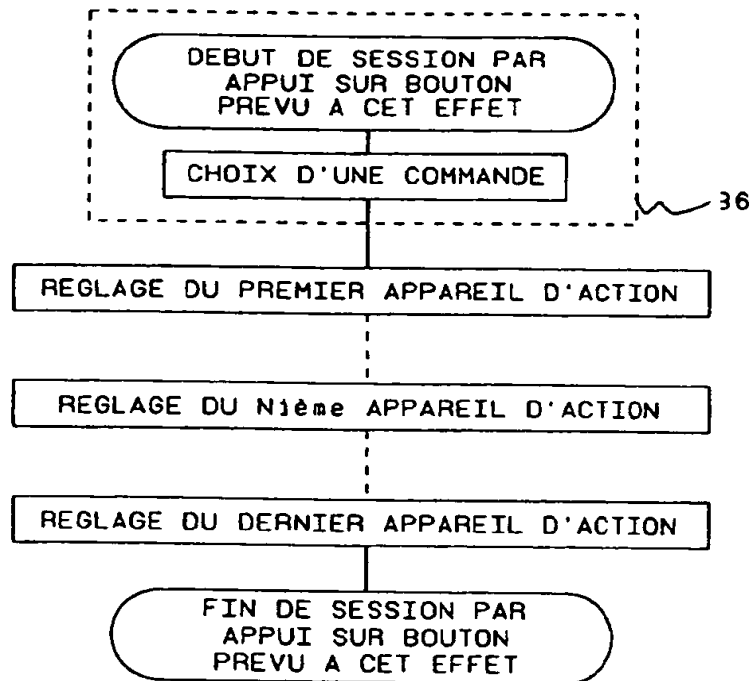 DEBUT DE SESSION PAR
APPUI SUR BOUTON
PREVU A CET EFFET
CHOIX D'UNE COMMANDE
36
REGLAGE DU PREMIER APPAREIL D'ACTION
REGLAGE DU Nième APPAREIL D'ACTION
REGLAGE DU DERNIER APPAREIL D'ACTION
FIN DE SESSION PAR
APPUI SUR BOUTON
PREVU A CET EFFET